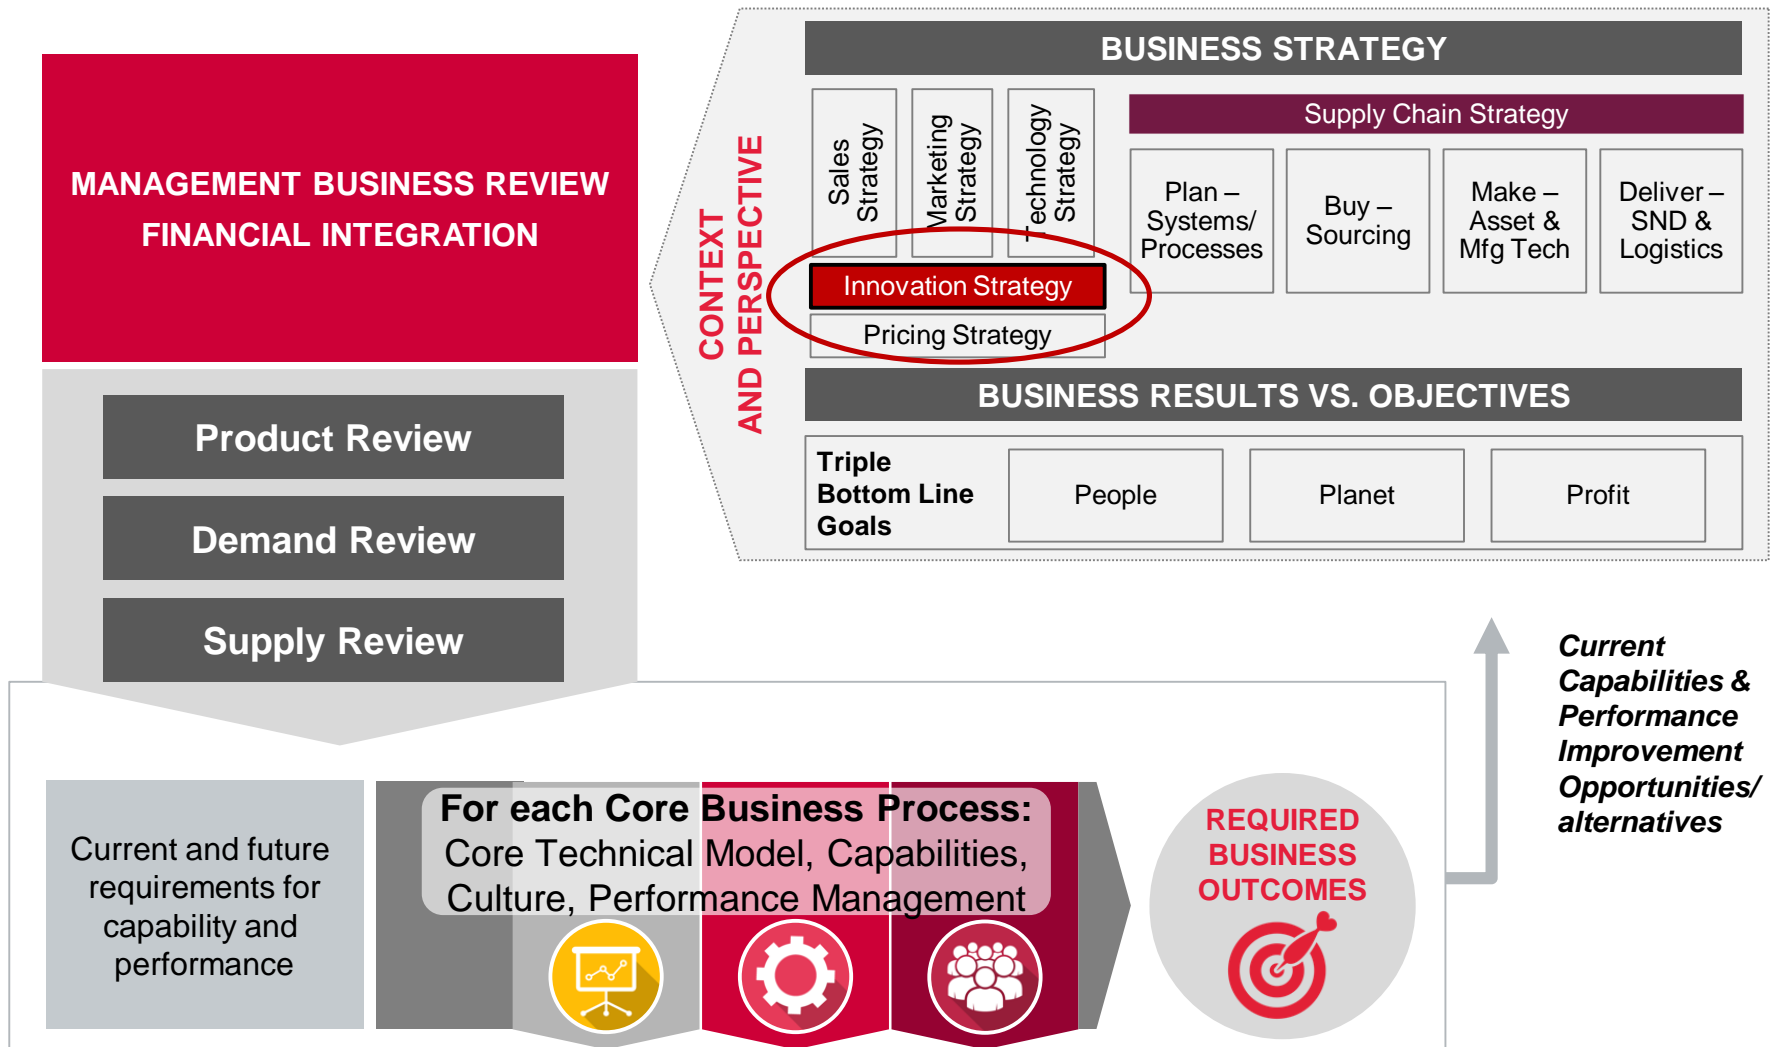 MANAGEMENT BUSINESS REVIEW
FINANCIAL INTEGRATION
Product Review
Demand Review
Supply Review
CONTEXT
AND PERSPECTIVE
BUSINESS STRATEGY
Sales
Strategy
Marketing
Strategy
Technology
Strategy
Innovation Strategy
Pricing Strategy
Supply Chain Strategy
Plan –
Systems/
Processes
Buy –
Sourcing
Make –
Asset &
Mfg Tech
Deliver –
SND &
Logistics
BUSINESS RESULTS VS. OBJECTIVES
Triple
Bottom Line
Goals
People
Planet
Profit
Current
Capabilities &
Performance
Improvement
Opportunities/
alternatives
Current and future
requirements for
capability and
performance
For each Core Business Process:
Core Technical Model, Capabilities,
Culture, Performance Management
REQUIRED
BUSINESS
OUTCOMES